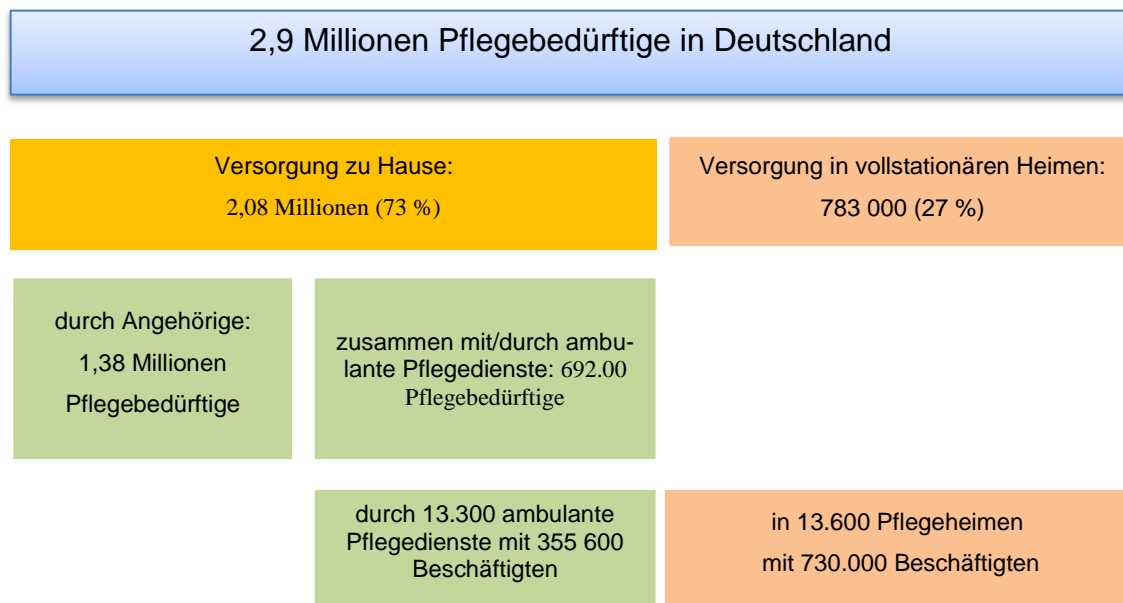 2,9 Millionen Pflegebedürftige in Deutschland
Versorgung zu Hause:
2,08 Millionen (73 %)
Versorgung in vollstationären Heimen:
783 000 (27 %)
durch Angehörige:
1,38 Millionen
Pflegebedürftige
zusammen mit/durch ambu-
lante Pflegedienste: 692.00
Pflegebedürftige
durch 13.300 ambulante
Pflegedienste mit 355 600
Beschäftigten
in 13.600 Pflegeheimen
mit 730.000 Beschäftigten